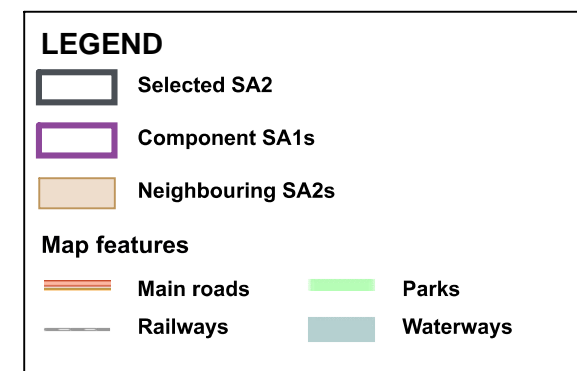 LEGEND
Selected SA2
Component SA1s
Neighbouring SA2s
Map features
Main roads
Parks
Railways
Waterways